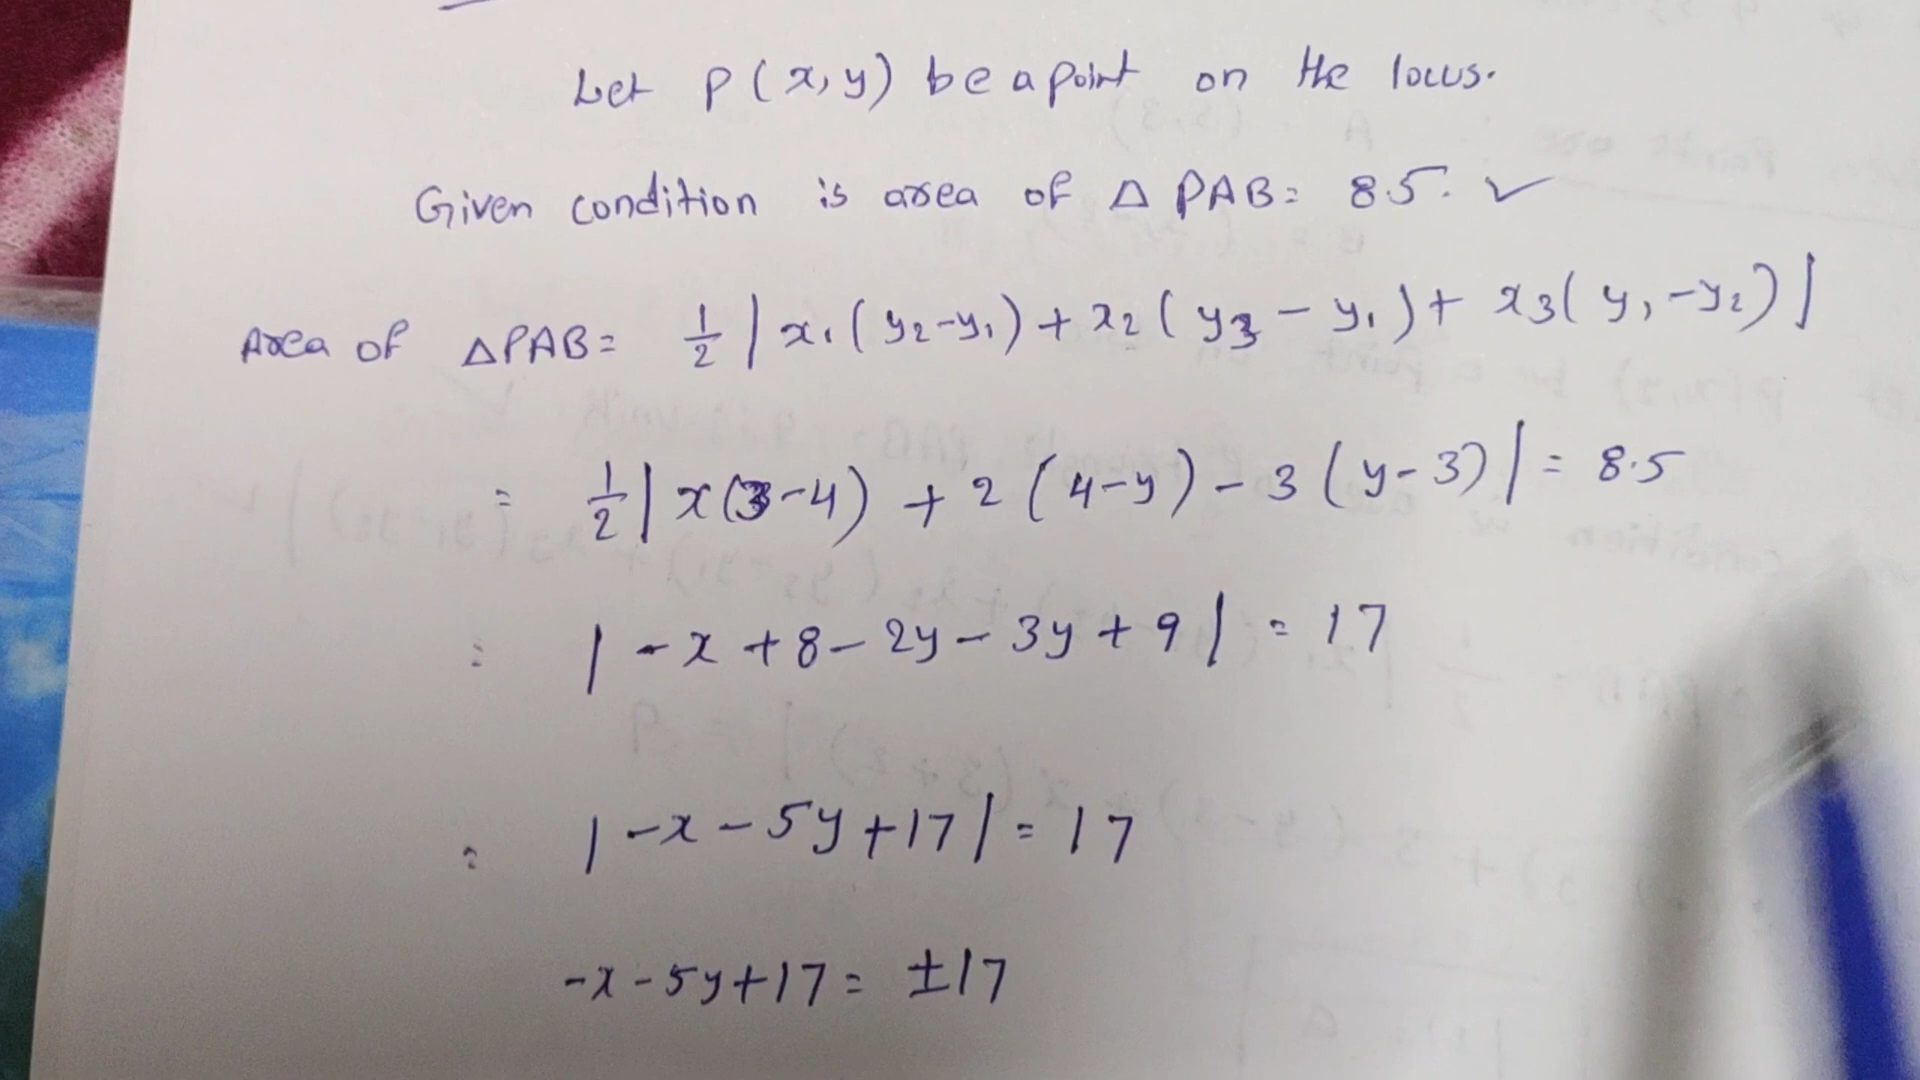 Let P(x,y) be a point on the locus.
Given condition is area of Δ PAB = 8.5. ✓
Area of ΔPAB = 1/2 | x₁(y₂-y₁) + x₂(y₃ - y₁) + x₃(y₁-y₂) |
= 1/2 | x(3-4) + 2(4-y) - 3(y-3) | = 8.5
= | -x + 8 - 2y - 3y + 9 | = 17
= | -x - 5y + 17 | = 17
-x - 5y + 17 = ±17